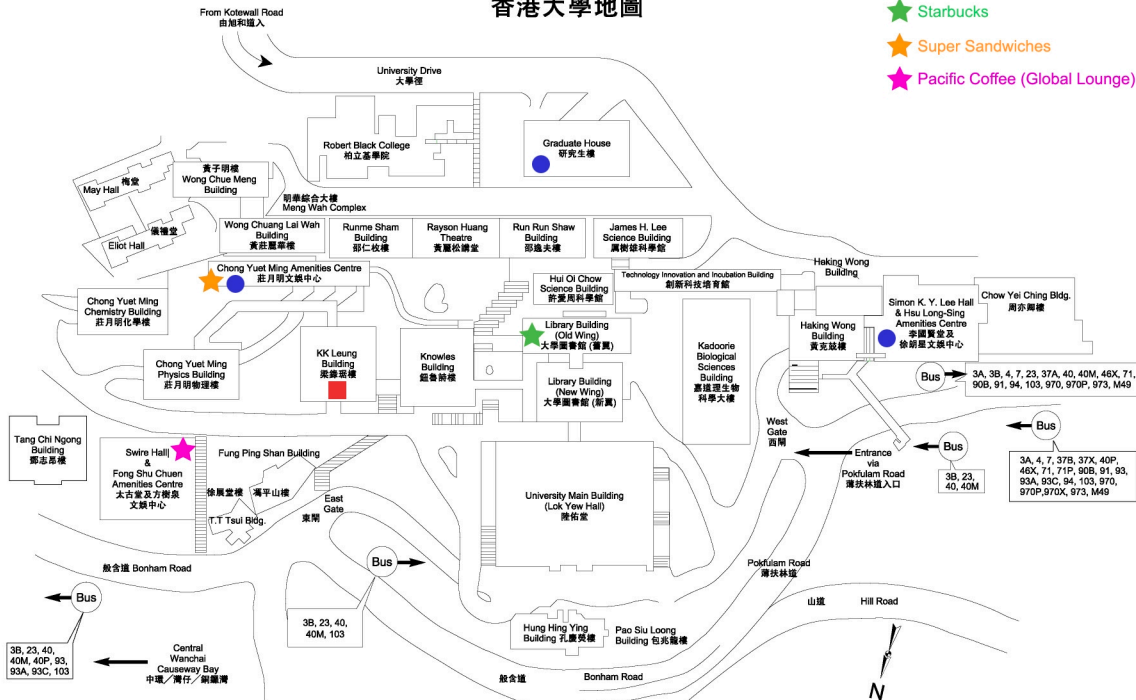 香港大學地圖
From Kotewall Road
由旭和道入
Starbucks
Super Sandwiches
Pacific Coffee (Global Lounge)
University Drive
大學徑
Robert Black College
柏立基學院
Graduate House
研究生樓
May Hall
梅堂
黃子明樓
Wong Chue Meng
Building
Eliot Hall
儀禮堂
明華綜合大樓
Meng Wah Complex
Wong Chuang Lai Wah
Building
黃莊麗華樓
Runme Sham
Building
邵仁枚樓
Rayson Huang
Theatre
黃麗松講堂
Run Run Shaw
Building
邵逸夫樓
James H. Lee
Science Building
厲樹雄科學館
Chong Yuet Ming Amenities Centre
莊月明文娛中心
Hui Oi Chow
Science Building
許愛周科學館
Technology Innovation and Incubation Building
創新科技培育館
Haking Wong
Building
Simon K. Y. Lee Hall
& Hsu Long-Sing
Amenities Centre
李國賢堂及
徐朗星文娛中心
Chow Yei Ching Bldg.
周亦卿樓
Chong Yuet Ming
Chemistry Building
莊月明化學樓
Chong Yuet Ming
Physics Building
莊月明物理樓
KK Leung
Building
梁銶琚樓
Knowles
Building
鈕魯詩樓
Library Building
(Old Wing)
大學圖書館 (舊翼)
Library Building
(New Wing)
大學圖書館 (新翼)
Kadoorie
Biological
Sciences
Building
嘉道理生物
科學大樓
Haking Wong
Building
黃克兢樓
Bus
3A, 3B, 4, 7, 23, 37A, 40, 40M, 46X, 71,
90B, 91, 94, 103, 970, 970P, 973, M49
Bus
3A, 4, 7, 37B, 37X, 40P,
46X, 71, 71P, 90B, 91, 93,
93A, 93C, 94, 103, 970,
970P,970X, 973, M49
Bus
3B, 23,
40, 40M
West
Gate
西閘
Entrance
via
Pokfulam Road
薄扶林道入口
Tang Chi Ngong
Building
鄧志昂樓
Swire Hall
&
Fong Shu Chuen
Amenities Centre
太古堂及方樹泉
文娛中心
Fung Ping Shan Building
徐展堂樓
馮平山樓
T.T Tsui Bldg.
East
Gate
東閘
University Main Building
(Lok Yew Hall)
陸佑堂
般含道 Bonham Road
Bus
3B, 23, 40,
40M, 103
Bus
3B, 23, 40,
40M, 40P, 93,
93A, 93C, 103
Central
Wanchai
Causeway Bay
中環／灣仔／銅鑼灣
Pokfulam Road
薄扶林道
山道 Hill Road
Hung Hing Ying
Building 孔慶熒樓
Pao Siu Loong
Building 包兆龍樓
般含道 Bonham Road
N